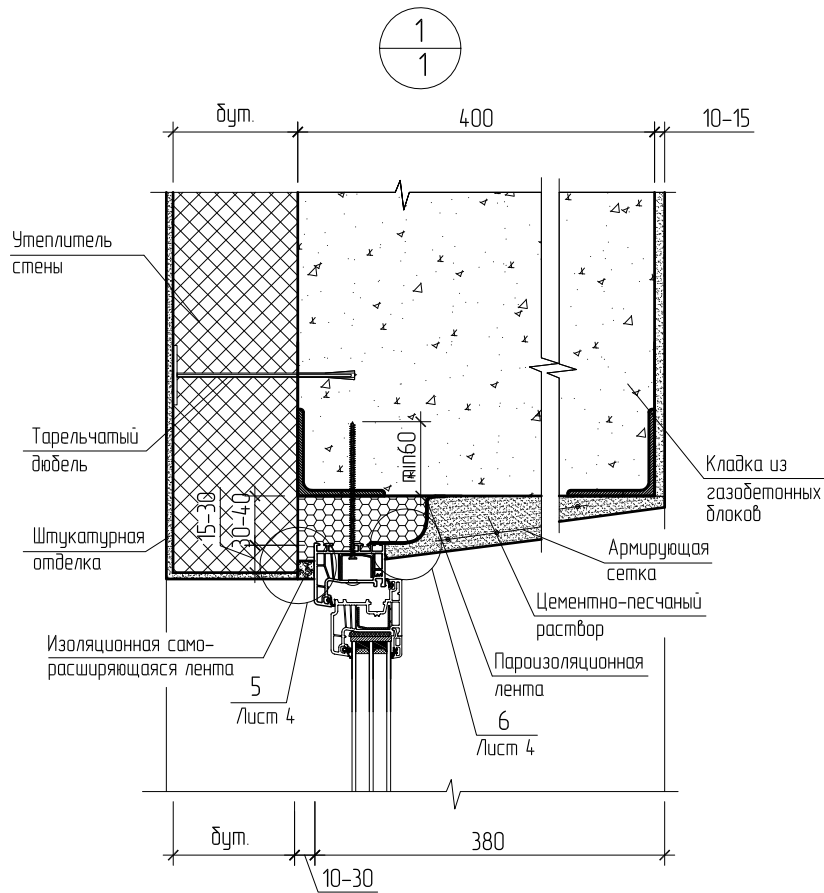 1
1
бут.
400
10-15
Утеплитель
стены
Тарельчатый
дюбель
min60
Кладка из
газобетонных
блоков
15-30
30-40
Штукатурная
отделка
Армирующая
сетка
Цементно-песчаный
раствор
Изоляционная само-
расширяющаяся лента
Пароизоляционная
лента
5
Лист 4
6
Лист 4
бут.
380
10-30